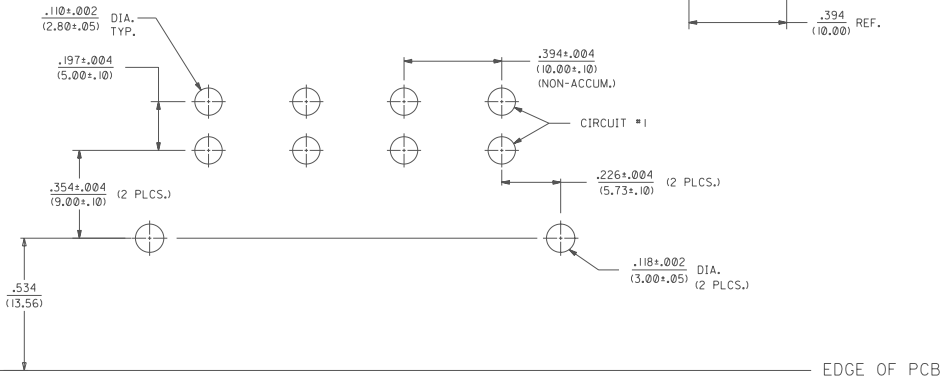 .110±.002 DIA.
(2.80±.05) TYP.
.394 REF.
(10.00)
.197±.004
(5.00±.10)
.394±.004
(10.00±.10)
(NON-ACCUM.)
CIRCUIT #1
.354±.004 (2 PLCS.)
(9.00±.10)
.226±.004 (2 PLCS.)
(5.73±.10)
.118±.002 DIA.
(3.00±.05) (2 PLCS.)
.534
(13.56)
EDGE OF PCB